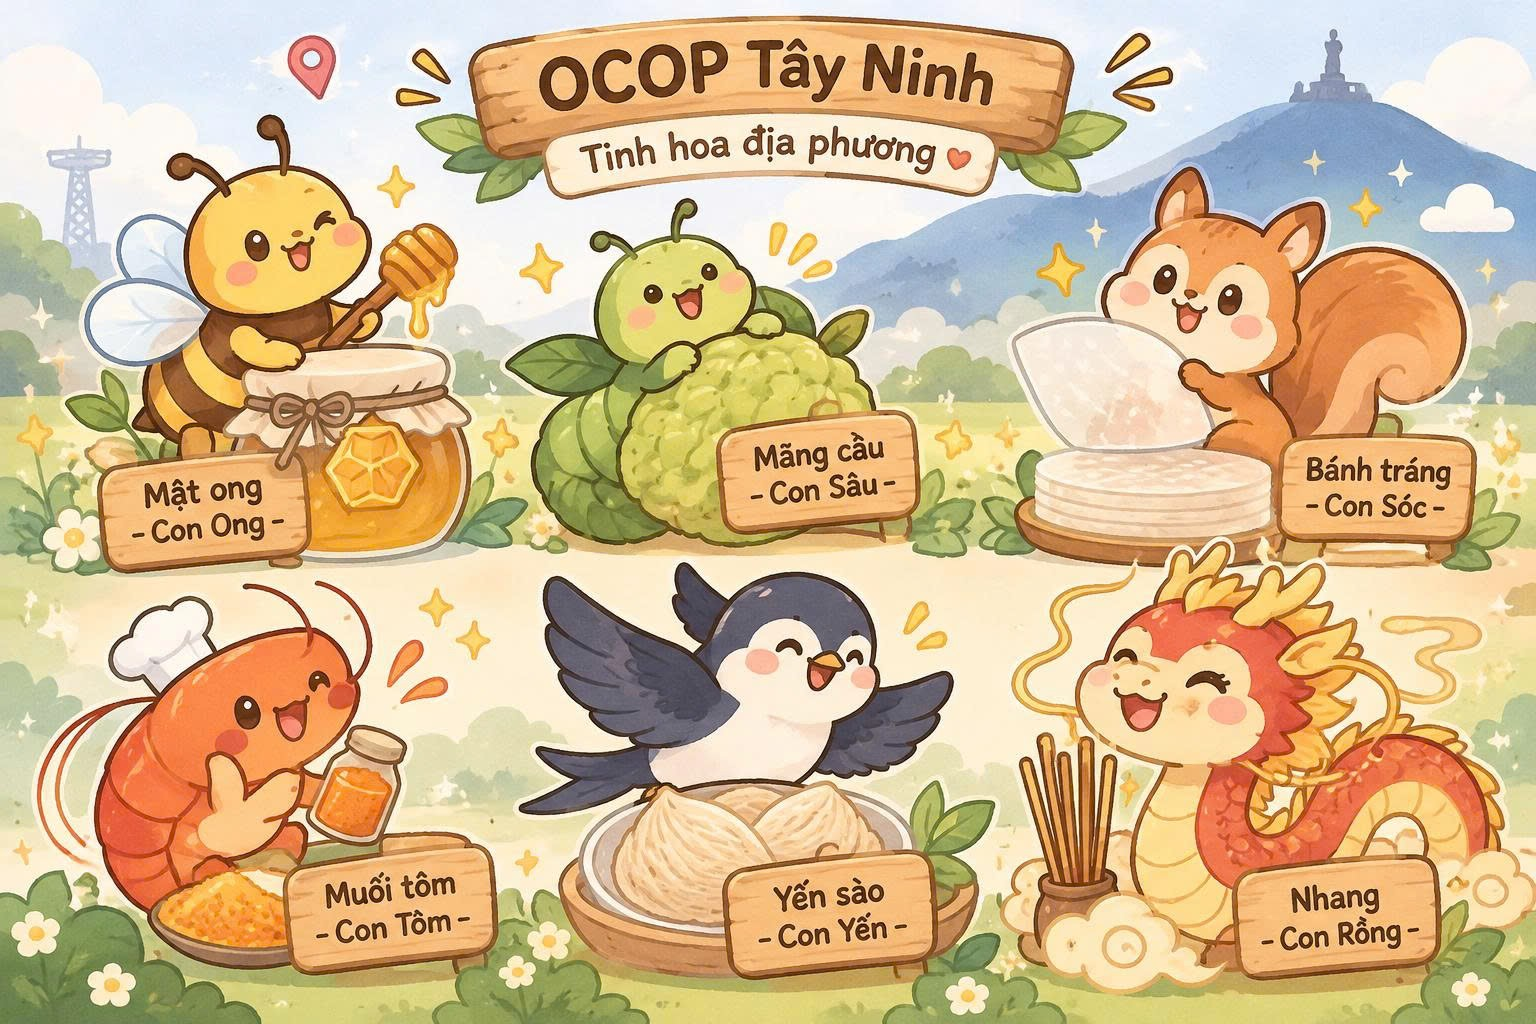 OCOP Tây Ninh
Tinh hoa địa phương
Mật ong
- Con Ong -
Mãng cầu
- Con Sâu -
Bánh tráng
- Con Sóc -
Muối tôm
- Con Tôm -
Yến sào
- Con Yến -
Nhang
- Con Rồng -